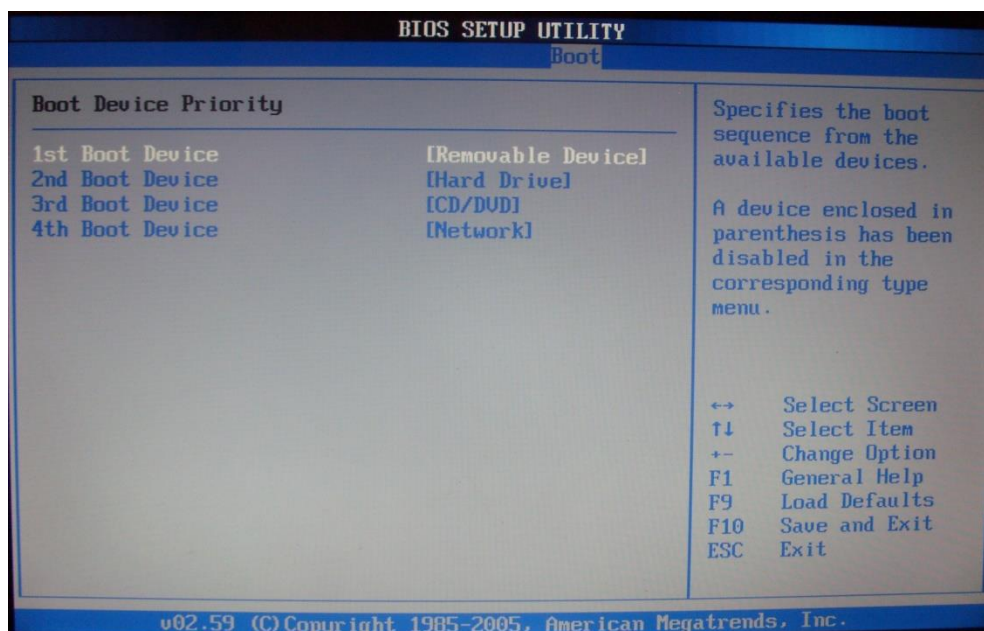 BIOS SETUP UTILITY
Boot
Boot Device Priority
1st Boot Device [Removable Device]
2nd Boot Device [Hard Drive]
3rd Boot Device [CD/DVD]
4th Boot Device [Network]
Specifies the boot
sequence from the
available devices.
A device enclosed in
parenthesis has been
disabled in the
corresponding type
menu.
←→ Select Screen
↑↓ Select Item
+- Change Option
F1 General Help
F9 Load Defaults
F10 Save and Exit
ESC Exit
v02.59 (C)Copyright 1985-2005, American Megatrends, Inc.